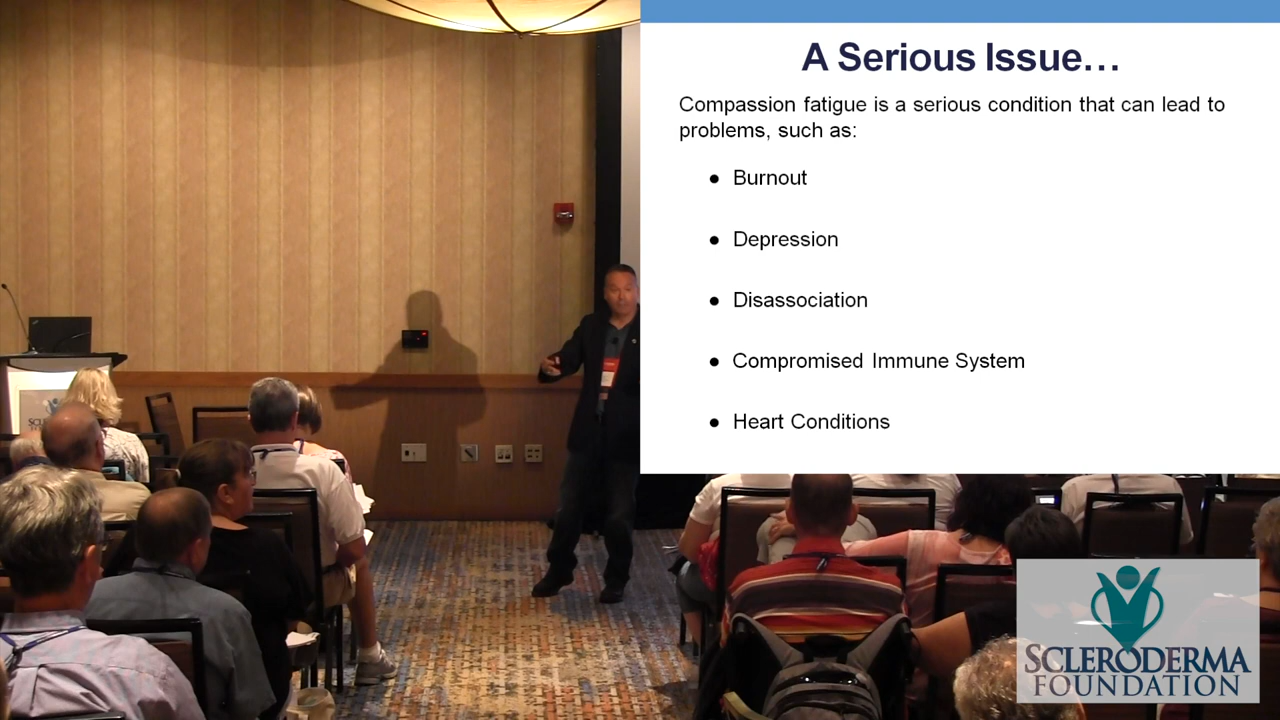 A Serious Issue…
Compassion fatigue is a serious condition that can lead to
problems, such as:
● Burnout
● Depression
● Disassociation
● Compromised Immune System
● Heart Conditions
SCLERODERMA
FOUNDATION